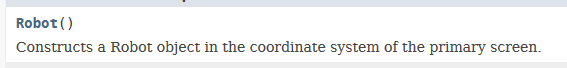 Robot()
Constructs a Robot object in the coordinate system of the primary screen.